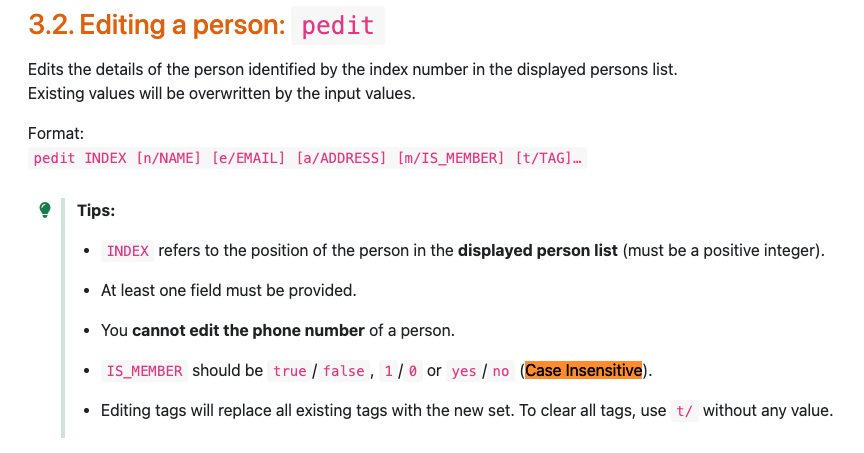 3.2. Editing a person: pedit
Edits the details of the person identified by the index number in the displayed persons list.
Existing values will be overwritten by the input values.
Format:
pedit INDEX [n/NAME] [e/EMAIL] [a/ADDRESS] [m/IS_MEMBER] [t/TAG]…
Tips:
• INDEX refers to the position of the person in the displayed person list (must be a positive integer).
• At least one field must be provided.
• You cannot edit the phone number of a person.
• IS_MEMBER should be true / false , 1 / 0 or yes / no (Case Insensitive).
• Editing tags will replace all existing tags with the new set. To clear all tags, use t/ without any value.